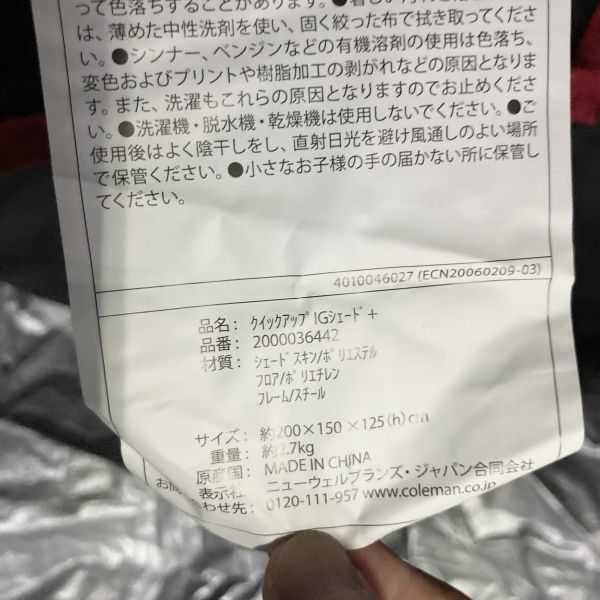 って色落ちすることがあります。●著しい汚れ
は、薄めた中性洗剤を使い、固く絞った布で拭き取ってくださ
い。●シンナー、ベンジンなどの有機溶剤の使用は色落ち、
変色およびプリントや樹脂加工の剥がれなどの原因となりま
す。また、洗濯もこれらの原因となりますのでお止めくださ
い。●洗濯機・脱水機・乾燥機は使用しないでください。●ご
使用後はよく陰干しをし、直射日光を避け風通しのよい場所
で保管ください。●小さなお子様の手の届かない所に保管し
てください。
4010046027 (ECN20060209-03)
品名: クイックアップIGシェード+
品番: 2000036442
材質: シェードスキン/ポリエステル
フロア/ポリエチレン
フレーム/スチール
サイズ: 約200×150×125(h)cm
重量: 約2.7kg
原産国: MADE IN CHINA
表示社 ニューウェルブランズ・ジャパン合同会社
お問 わせ先: 0120-111-957 www.coleman.co.jp